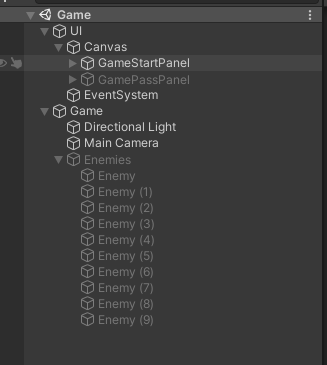 Game
UI
Canvas
GameStartPanel
GamePassPanel
EventSystem
Game
Directional Light
Main Camera
Enemies
Enemy
Enemy (1)
Enemy (2)
Enemy (3)
Enemy (4)
Enemy (5)
Enemy (6)
Enemy (7)
Enemy (8)
Enemy (9)